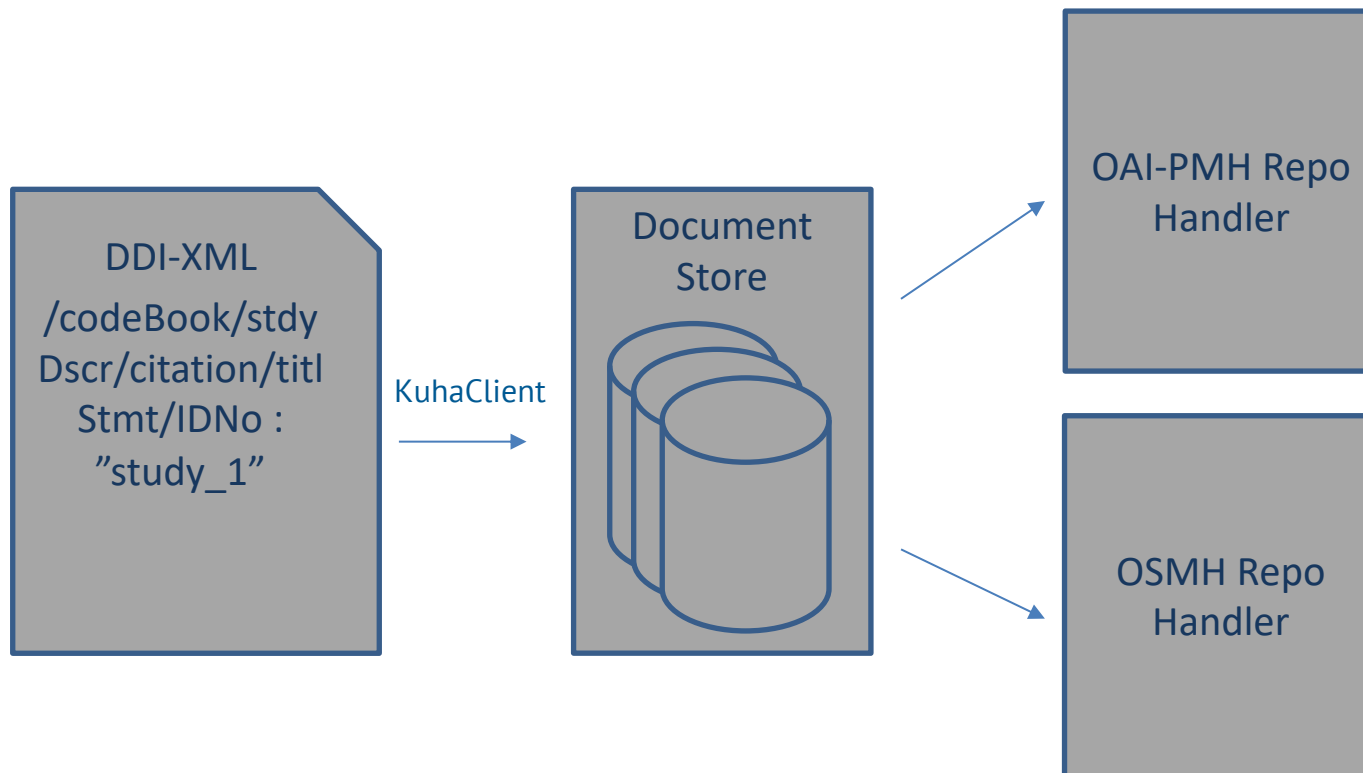 DDI-XML
/codeBook/stdy
Dscr/citation/titl
Stmt/IDNo :
”study_1”
KuhaClient
Document
Store
OAI-PMH Repo
Handler
OSMH Repo
Handler